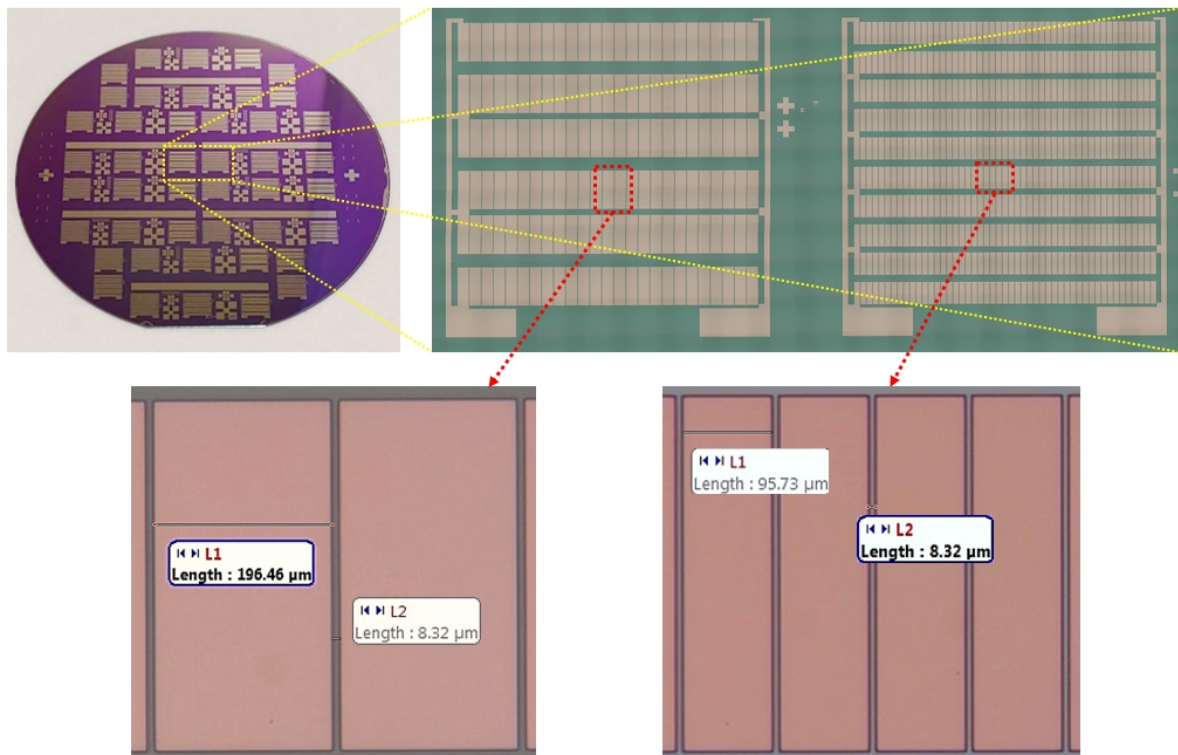 L1
Length : 196.46 µm
L2
Length : 8.32 µm
L1
Length : 95.73 µm
L2
Length : 8.32 µm